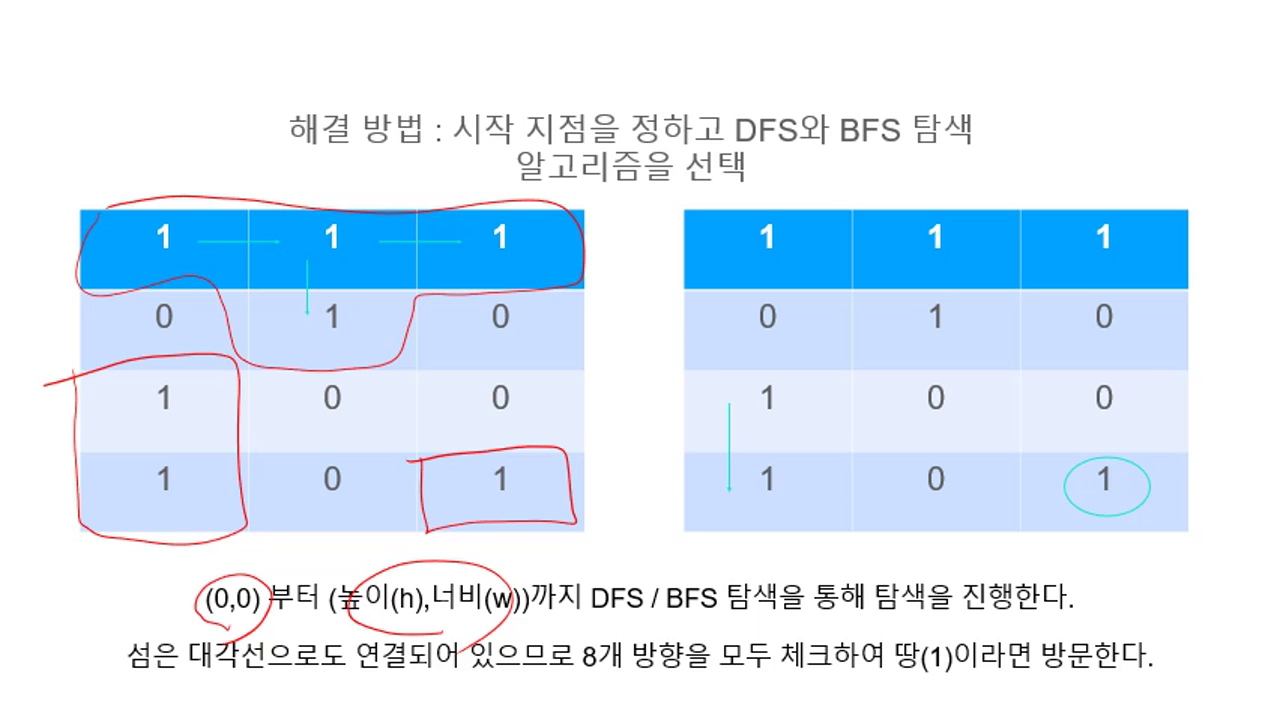 해결 방법 : 시작 지점을 정하고 DFS와 BFS 탐색
알고리즘을 선택
1 1 1
0 1 0
1 0 0
1 0 1
1 1 1
0 1 0
1 0 0
1 0 1
(0,0) 부터 (높이(h),너비(w))까지 DFS / BFS 탐색을 통해 탐색을 진행한다.
섬은 대각선으로도 연결되어 있으므로 8개 방향을 모두 체크하여 땅(1)이라면 방문한다.